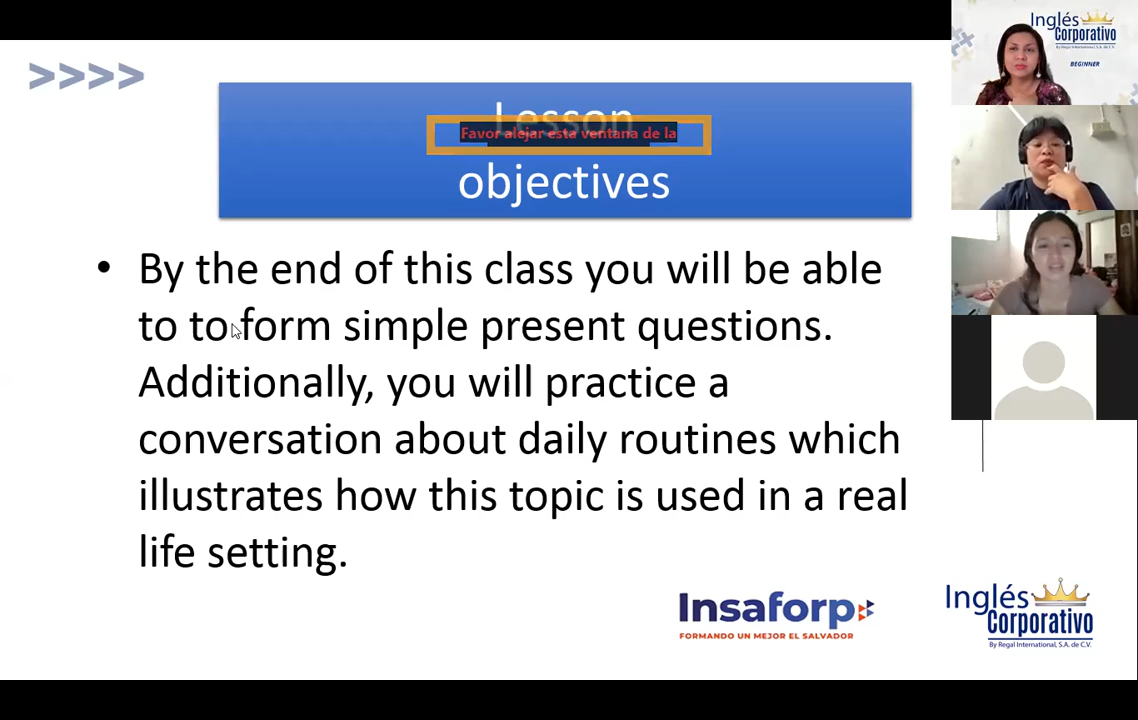 >>>>
Lesson
Favor alejar esta ventana de la
objectives
• By the end of this class you will be able
to to form simple present questions.
Additionally, you will practice a
conversation about daily routines which
illustrates how this topic is used in a real
life setting.
Insaforp
FORMANDO UN MEJOR EL SALVADOR
Inglés
Corporativo
By Regal International, S.A. de C.V.
Inglés
Corporativo
By Regal International, S.A. de C.V.
BEGINNER